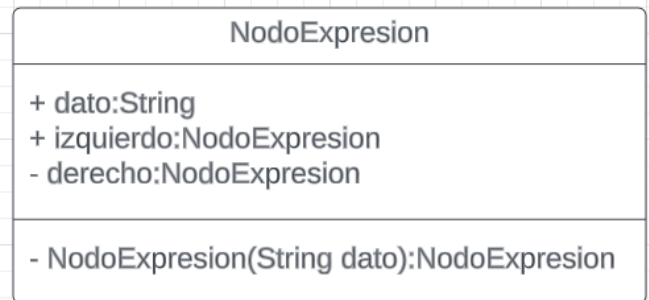 NodoExpresion
+ dato:String
+ izquierdo:NodoExpresion
- derecho:NodoExpresion
- NodoExpresion(String dato):NodoExpresion